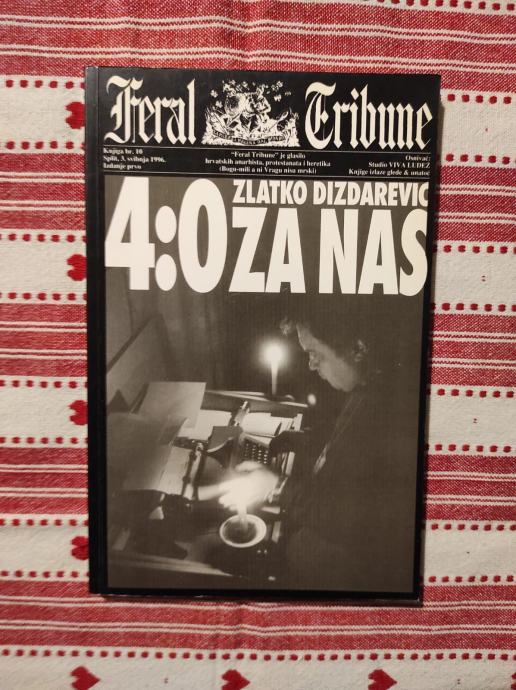 Feral Tribune
Knjiga br. 10
Split, 3. svibnja 1996.
Izdanje prvo
"Feral Tribune" je glasilo
hrvatskih anarhista, protestanata i heretika
(Bogu-mili a ni Vragu nisu mrski)
Osnivač:
Studio VIVA LUDEŽ
Knjige izlaze glede & unatoč
ZLATKO DIZDAREVIĆ
4:0 ZA NAS